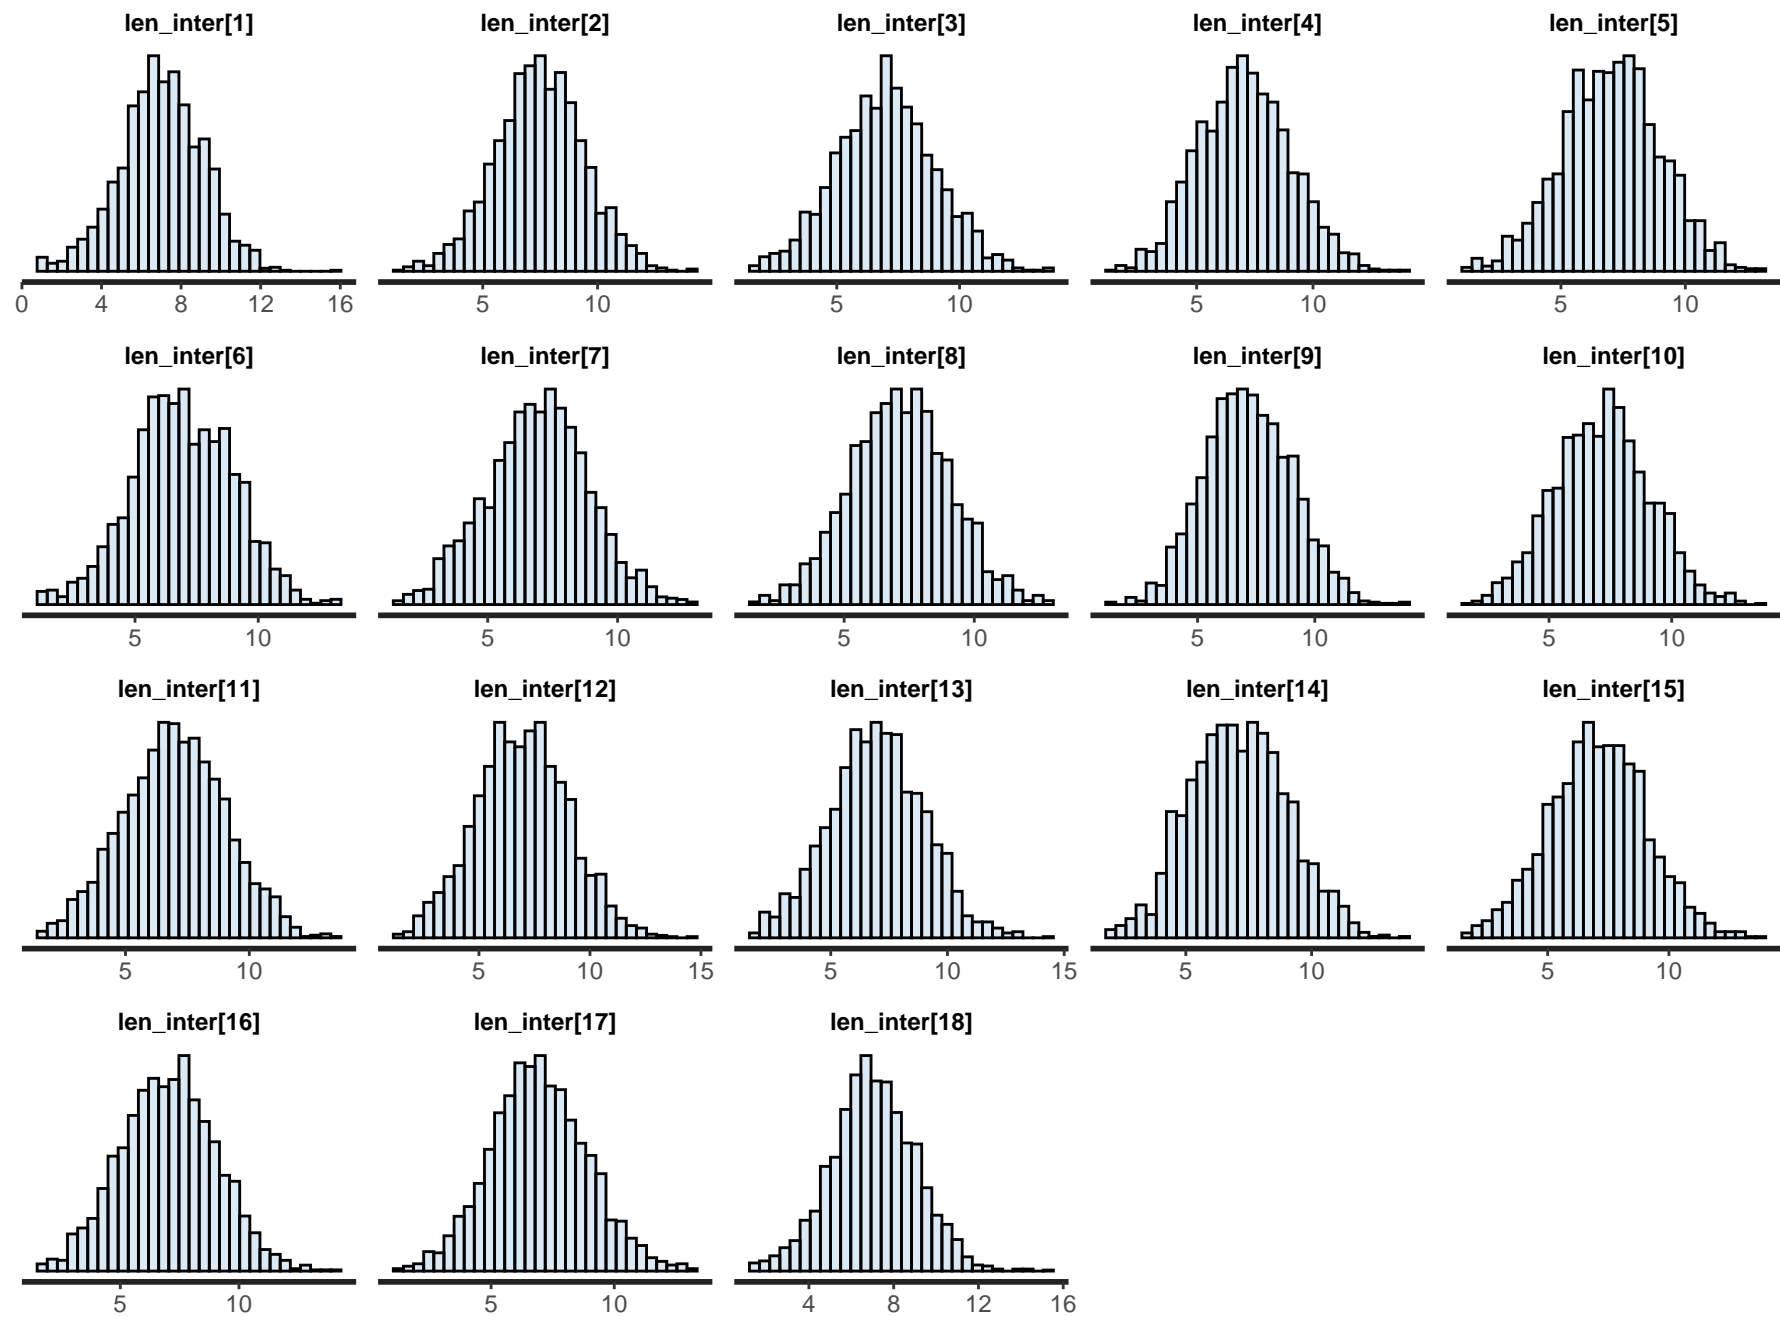 len_inter[1] len_inter[2] len_inter[3] len_inter[4] len_inter[5]
0 4 8 12 16 5 10 5 10 5 10 5 10
len_inter[6] len_inter[7] len_inter[8] len_inter[9] len_inter[10]
5 10 5 10 5 10 5 10 5 10
len_inter[11] len_inter[12] len_inter[13] len_inter[14] len_inter[15]
5 10 5 10 15 5 10 15 5 10 5 10
len_inter[16] len_inter[17] len_inter[18]
5 10 5 10 4 8 12 16